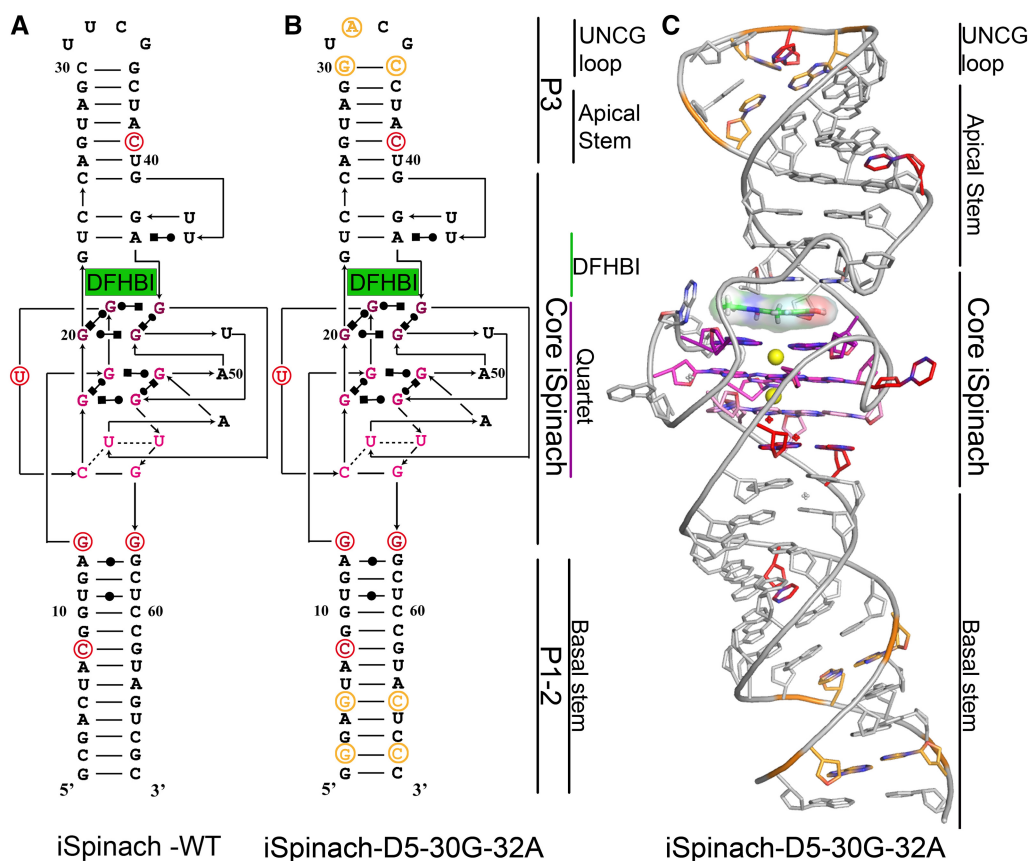 A
U C
U G
30 C G
G C
A U
U A
G C
A U 40
C G
C G U
U A U
G
DFHBI
G G
20 G G U
U G G A50
G G A
U U
C G
G G
A G
G C
U U
10 G C 60
G C
C G
A U
U A
C G
A U
G C
C G
G C
5' 3'
iSpinach -WT
B
A
U C G
30 G C
G C
A U
U A
G C
A U 40
C G
C G U
U A U
G
DFHBI
G G
20 G G U
U G G A50
G G A
U U
C G
G G
A G
G C
U U
10 G C 60
G C
C G
A U
U A
G C
A U
G C
G C
G C
5' 3'
iSpinach-D5-30G-32A
P3
UNCG
loop
Apical
Stem
DFHBI
Core iSpinach
Quartet
P1-2
Basal stem
C
UNCG
loop
Apical Stem
Core iSpinach
Basal stem
iSpinach-D5-30G-32A